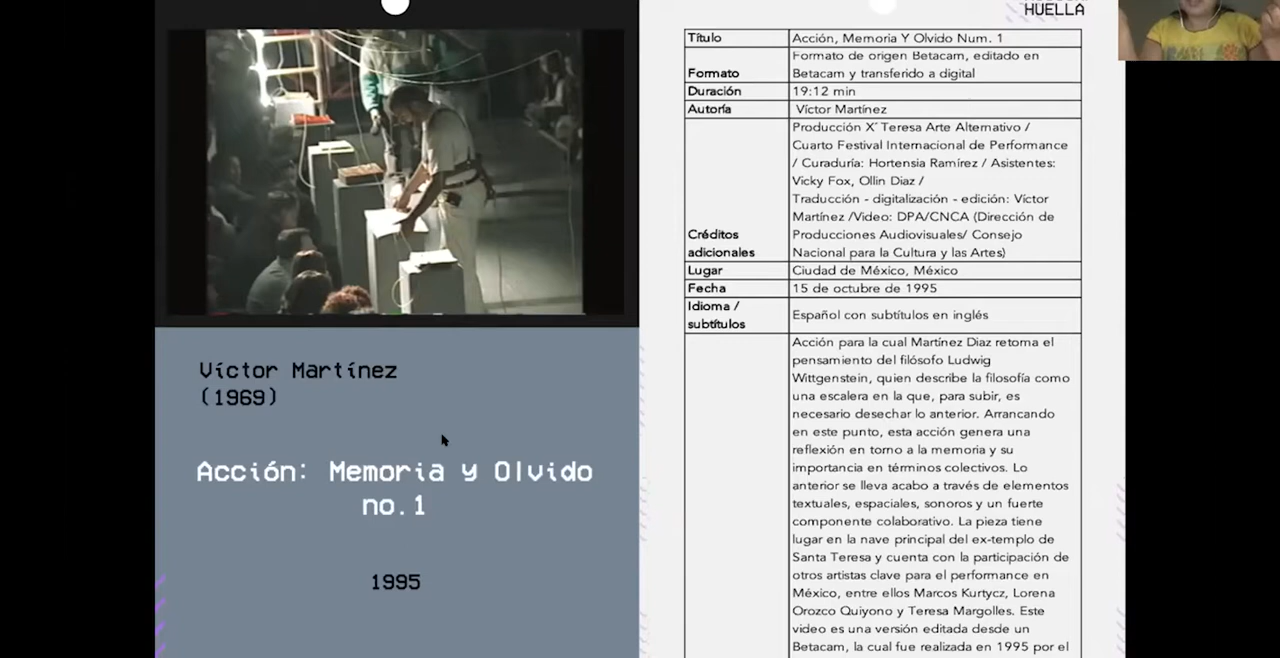 Víctor Martínez
(1969)
Acción: Memoria y Olvido
no.1
1995
HUELLA
Título
Acción, Memoria Y Olvido Num. 1
Formato
Formato de origen Betacam, editado en
Betacam y transferido a digital
Duración
19:12 min
Autoría
Víctor Martínez
Créditos
adicionales
Producción X´ Teresa Arte Alternativo /
Cuarto Festival Internacional de Performance
/ Curaduría: Hortensia Ramírez / Asistentes:
Vicky Fox, Ollin Diaz /
Traducción - digitalización - edición: Víctor
Martínez /Video: DPA/CNCA (Dirección de
Producciones Audiovisuales/ Consejo
Nacional para la Cultura y las Artes)
Lugar
Ciudad de México, México
Fecha
15 de octubre de 1995
Idioma /
subtítulos
Español con subtítulos en inglés
Acción para la cual Martínez Diaz retoma el
pensamiento del filósofo Ludwig
Wittgenstein, quien describe la filosofía como
una escalera en la que, para subir, es
necesario desechar lo anterior. Arrancando
en este punto, esta acción genera una
reflexión en torno a la memoria y su
importancia en términos colectivos. Lo
anterior se lleva acabo a través de elementos
textuales, espaciales, sonoros y un fuerte
componente colaborativo. La pieza tiene
lugar en la nave principal del ex-templo de
Santa Teresa y cuenta con la participación de
otros artistas clave para el performance en
México, entre ellos Marcos Kurtycz, Lorena
Orozco Quiyono y Teresa Margolles. Este
video es una versión editada desde un
Betacam, la cual fue realizada en 1995 por el